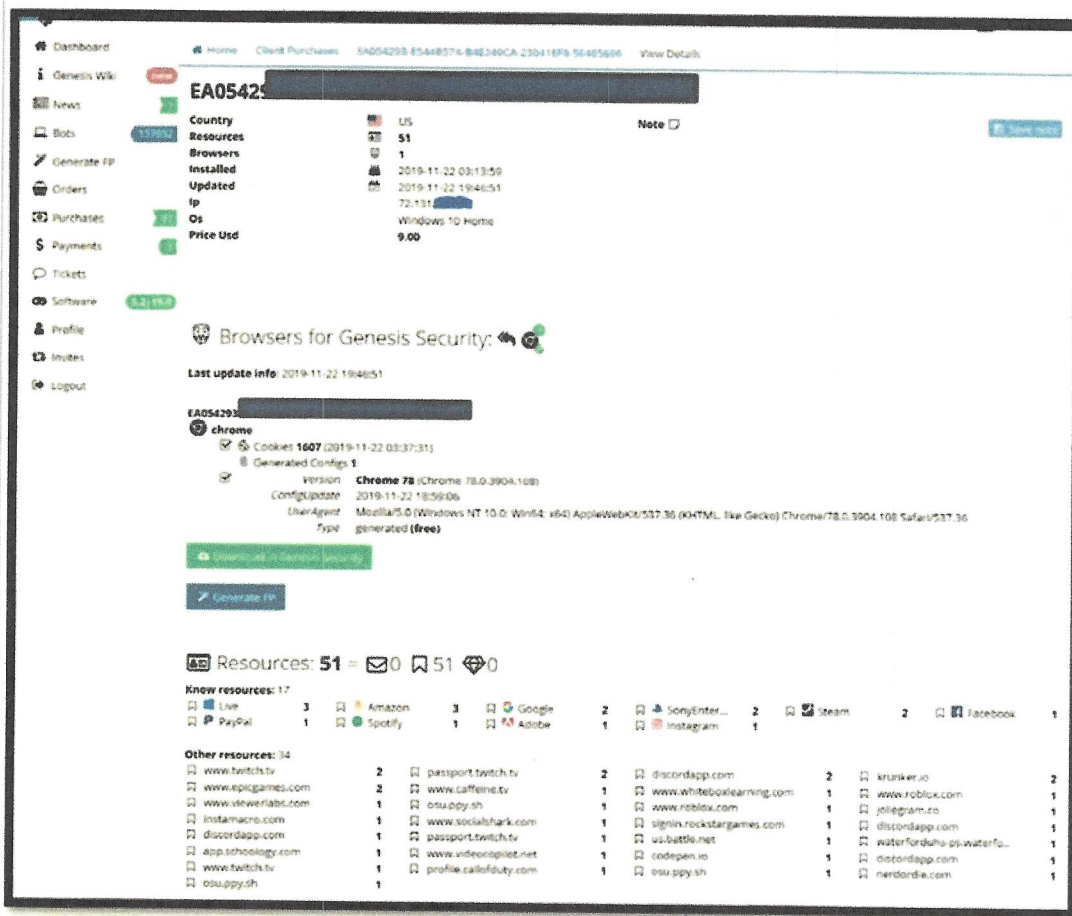 Dashboard
Genesis Wiki new
News
Bots
Generate FP
Orders
Purchases
Payments
Tickets
Software
Profile
Invites
Logout
Home Client Purchases View Details
EA05429
Country US
Resources 51
Browsers 1
Installed 2019-11-22 03:13:59
Updated 2019-11-22 19:46:51
Ip 72.131.
Os Windows 10 Home
Price Usd 9.00
Note
Save note
Browsers for Genesis Security:
Last update info: 2019-11-22 19:46:51
EA054293
chrome
Cookies 1607 (2019-11-22 03:37:31)
Generated Configs 1
Version Chrome 78 (Chrome 78.0.3904.108)
ConfigUpdate 2019-11-22 18:59:06
UserAgent Mozilla/5.0 (Windows NT 10.0; Win64; x64) AppleWebKit/537.36 (KHTML, like Gecko) Chrome/78.0.3904.108 Safari/537.36
Type generated (free)
Genesis Security
Generate FP
Resources: 51 = 0 51 0
Know resources: 17
Live 3 Amazon 3 Google 2 SonyEnter... 2 Steam 2 Facebook 1
PayPal 1 Spotify 1 Adobe 1 Instagram 1
Other resources: 34
www.twitch.tv 2 passport.twitch.tv 2 discordapp.com 2 krunker.io 2
www.epicgames.com 2 www.caffeine.tv 1 www.whiteboxlearning.com 1 www.roblox.com 1
www.viewerlabs.com 1 osu.ppy.sh 1 www.roblox.com 1 jollegram.co 1
instamacro.com 1 www.socialshark.com 1 signin.rockstargames.com 1 discordapp.com 1
discordapp.com 1 passport.twitch.tv 1 us.battle.net 1 waterforduhs-ps.waterfo... 1
app.schoology.com 1 www.videocopilot.net 1 codepen.io 1 discordapp.com 1
www.twitch.tv 1 profile.callofduty.com 1 osu.ppy.sh 1 nerdordie.com 1
osu.ppy.sh 1